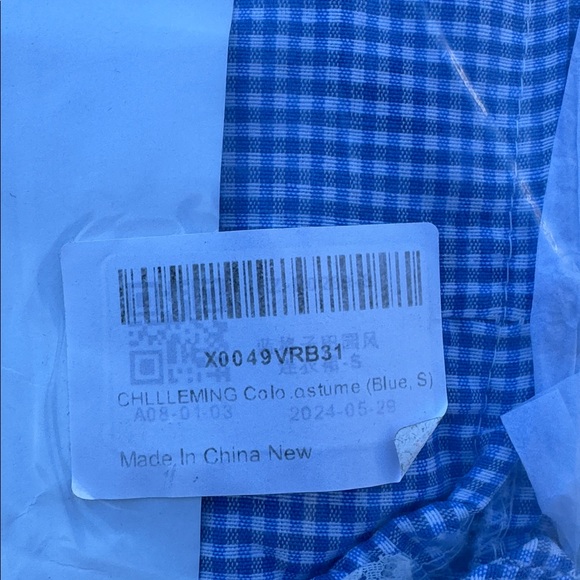 X0049VRB31
CHLLLEMING Colo...ostume (Blue, S)
A08-01-03 2024-05-29
Made In China New